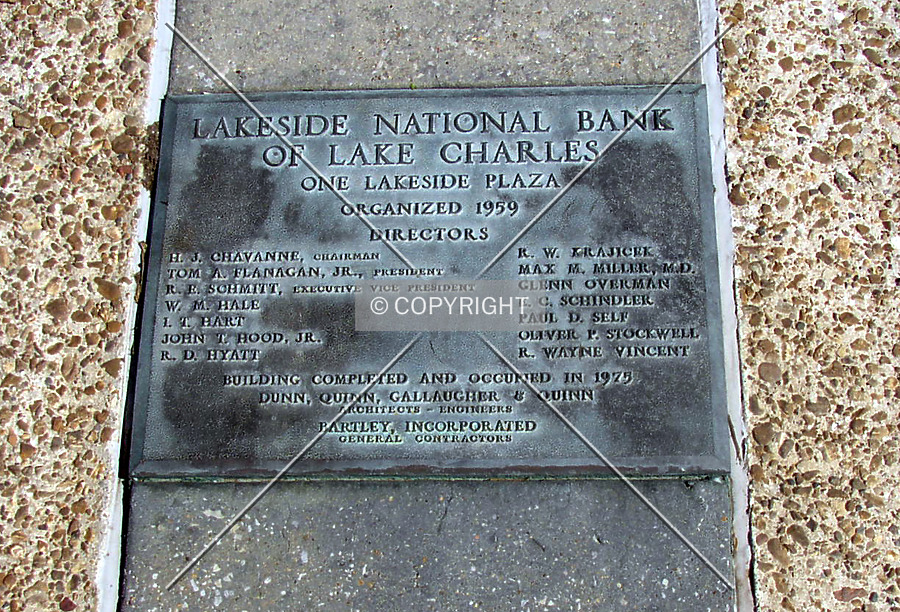 LAKESIDE NATIONAL BANK
OF LAKE CHARLES
ONE LAKESIDE PLAZA
ORGANIZED 1959
DIRECTORS
H. J. CHAVANNE, CHAIRMAN
TOM A. FLANAGAN, JR., PRESIDENT
R. E. SCHMITT, EXECUTIVE VICE PRESIDENT
W. M. HALE
I. T. HART
JOHN T. HOOD, JR.
R. D. HYATT
R. W. KRAJICEK
MAX M. MILLER, M.D.
GLENN OVERMAN
C. SCHINDLER
PAUL D. SELF
OLIVER P. STOCKWELL
R. WAYNE VINCENT
© COPYRIGHT
BUILDING COMPLETED AND OCCUPIED IN 1975
DUNN, QUINN, GALLAUGHER & QUINN
ARCHITECTS - ENGINEERS
BARTLEY, INCORPORATED
GENERAL CONTRACTORS